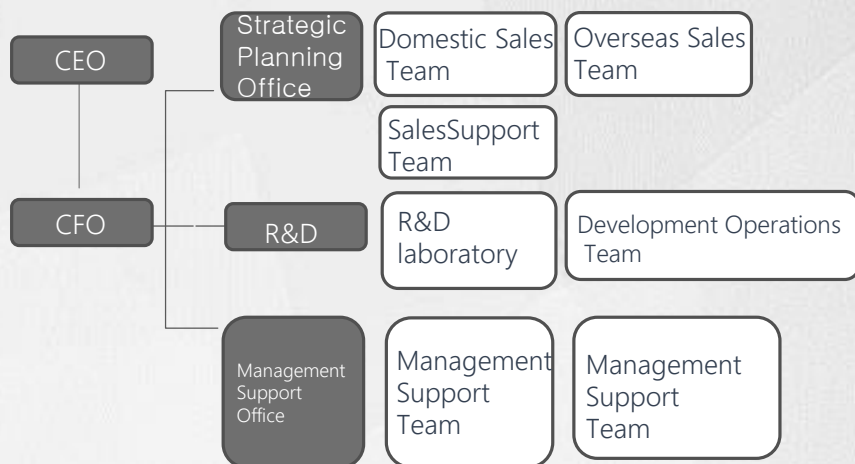 CEO
Strategic
Planning
Office
Domestic Sales
Team
Overseas Sales
Team
SalesSupport
Team
CFO
R&D
R&D
laboratory
Development Operations
Team
Management
Support
Office
Management
Support
Team
Management
Support
Team